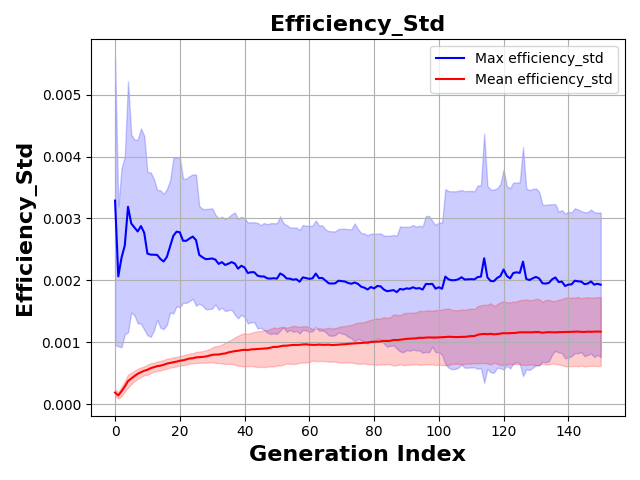 Efficiency_Std
Max efficiency_std
Mean efficiency_std
Efficiency_Std
0.005
0.004
0.003
0.002
0.001
0.000
0 20 40 60 80 100 120 140
Generation Index